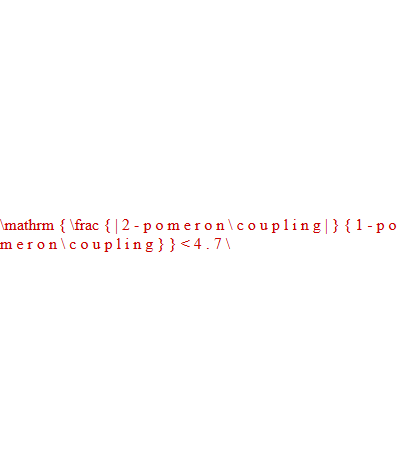 \mathrm { \frac { | 2 - p o m e r o n \ c o u p l i n g | } { 1 - p o
m e r o n \ c o u p l i n g } } < 4 . 7 \